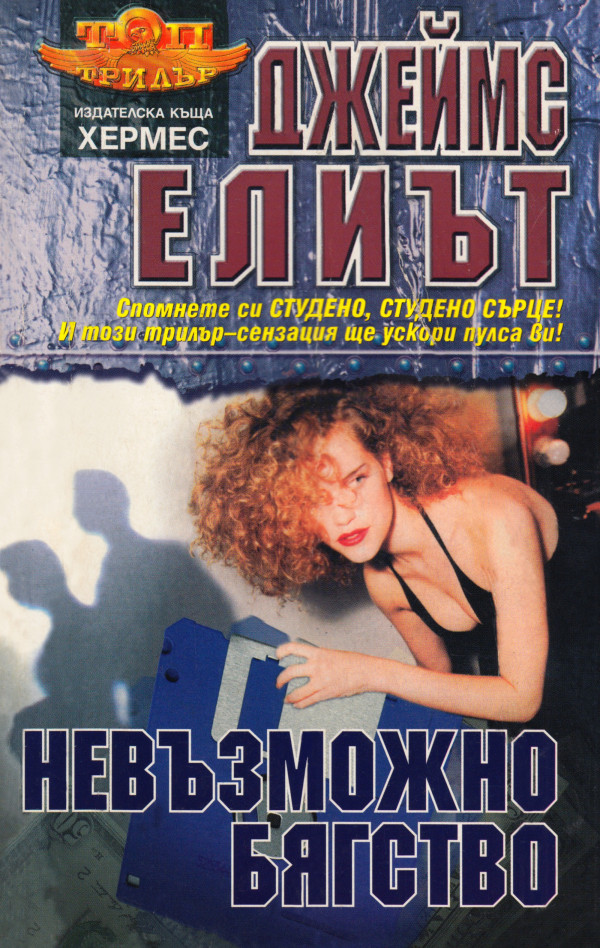 ТОП
ТРИЛЪР
ИЗДАТЕЛСКА КЪЩА
ХЕРМЕС
ДЖЕЙМС
ЕЛИЪТ
Спомнете си СТУДЕНО, СТУДЕНО СЪРЦЕ!
И този трилър–сензация ще ускори пулса ви!
НЕВЪЗМОЖНО
БЯГСТВО